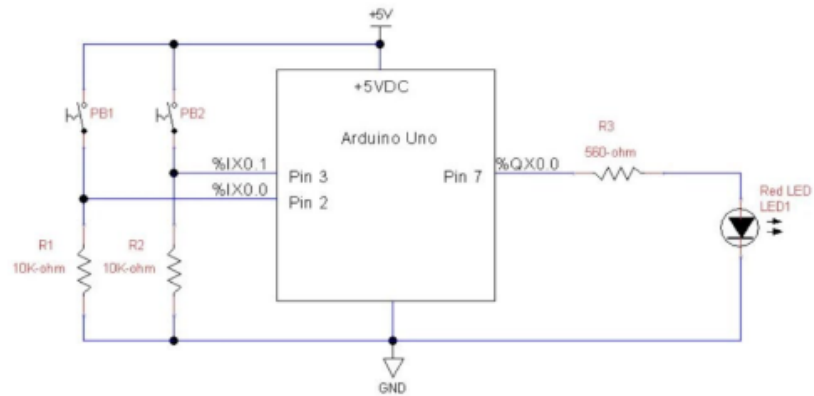 +5V
+5VDC
PB1
PB2
Arduino Uno
R3
560-ohm
%IX0.1
Pin 3
Pin 7
%QX0.0
%IX0.0
Pin 2
Red LED
LED1
R1
10K-ohm
R2
10K-ohm
GND